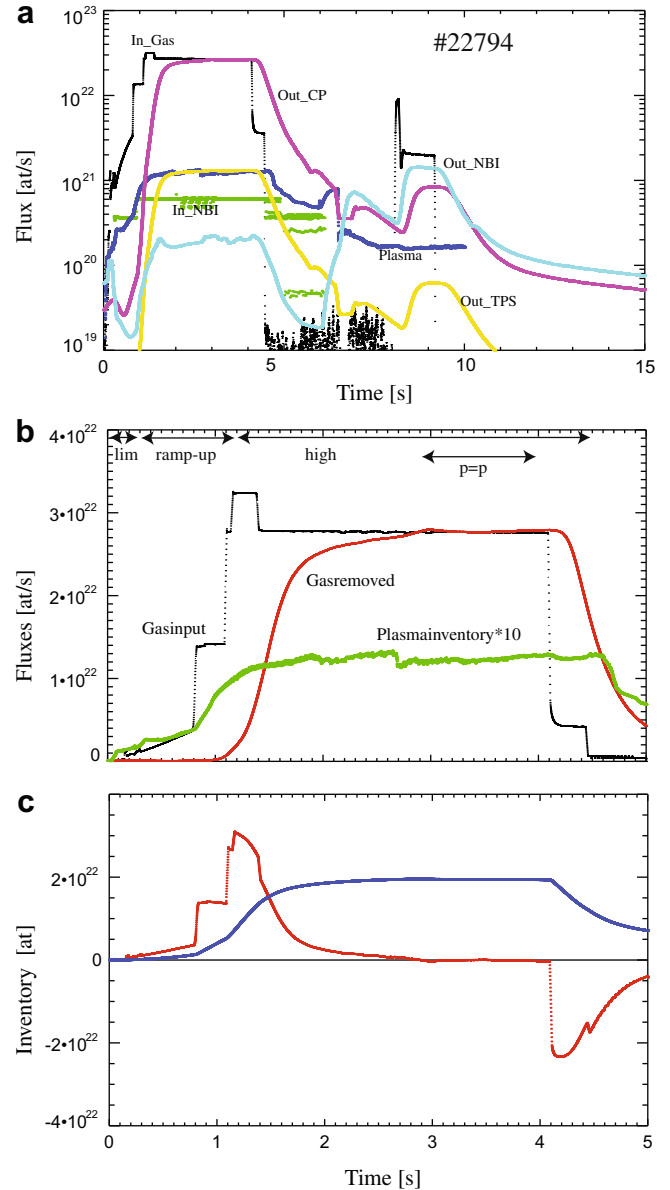 a
10^23
10^22
10^21
10^20
10^19
Flux [at/s]
In_Gas
#22794
Out_CP
Out_NBI
In_NBI
Plasma
Out_TPS
0
5
10
15
Time [s]
b
4•10^22
3•10^22
2•10^22
1•10^22
0
Fluxes [at/s]
lim
ramp-up
high
p=p
Gasremoved
Gasinput
Plasmainventory*10
c
2•10^22
0
-2•10^22
-4•10^22
Inventory [at]
0
1
2
3
4
5
Time [s]